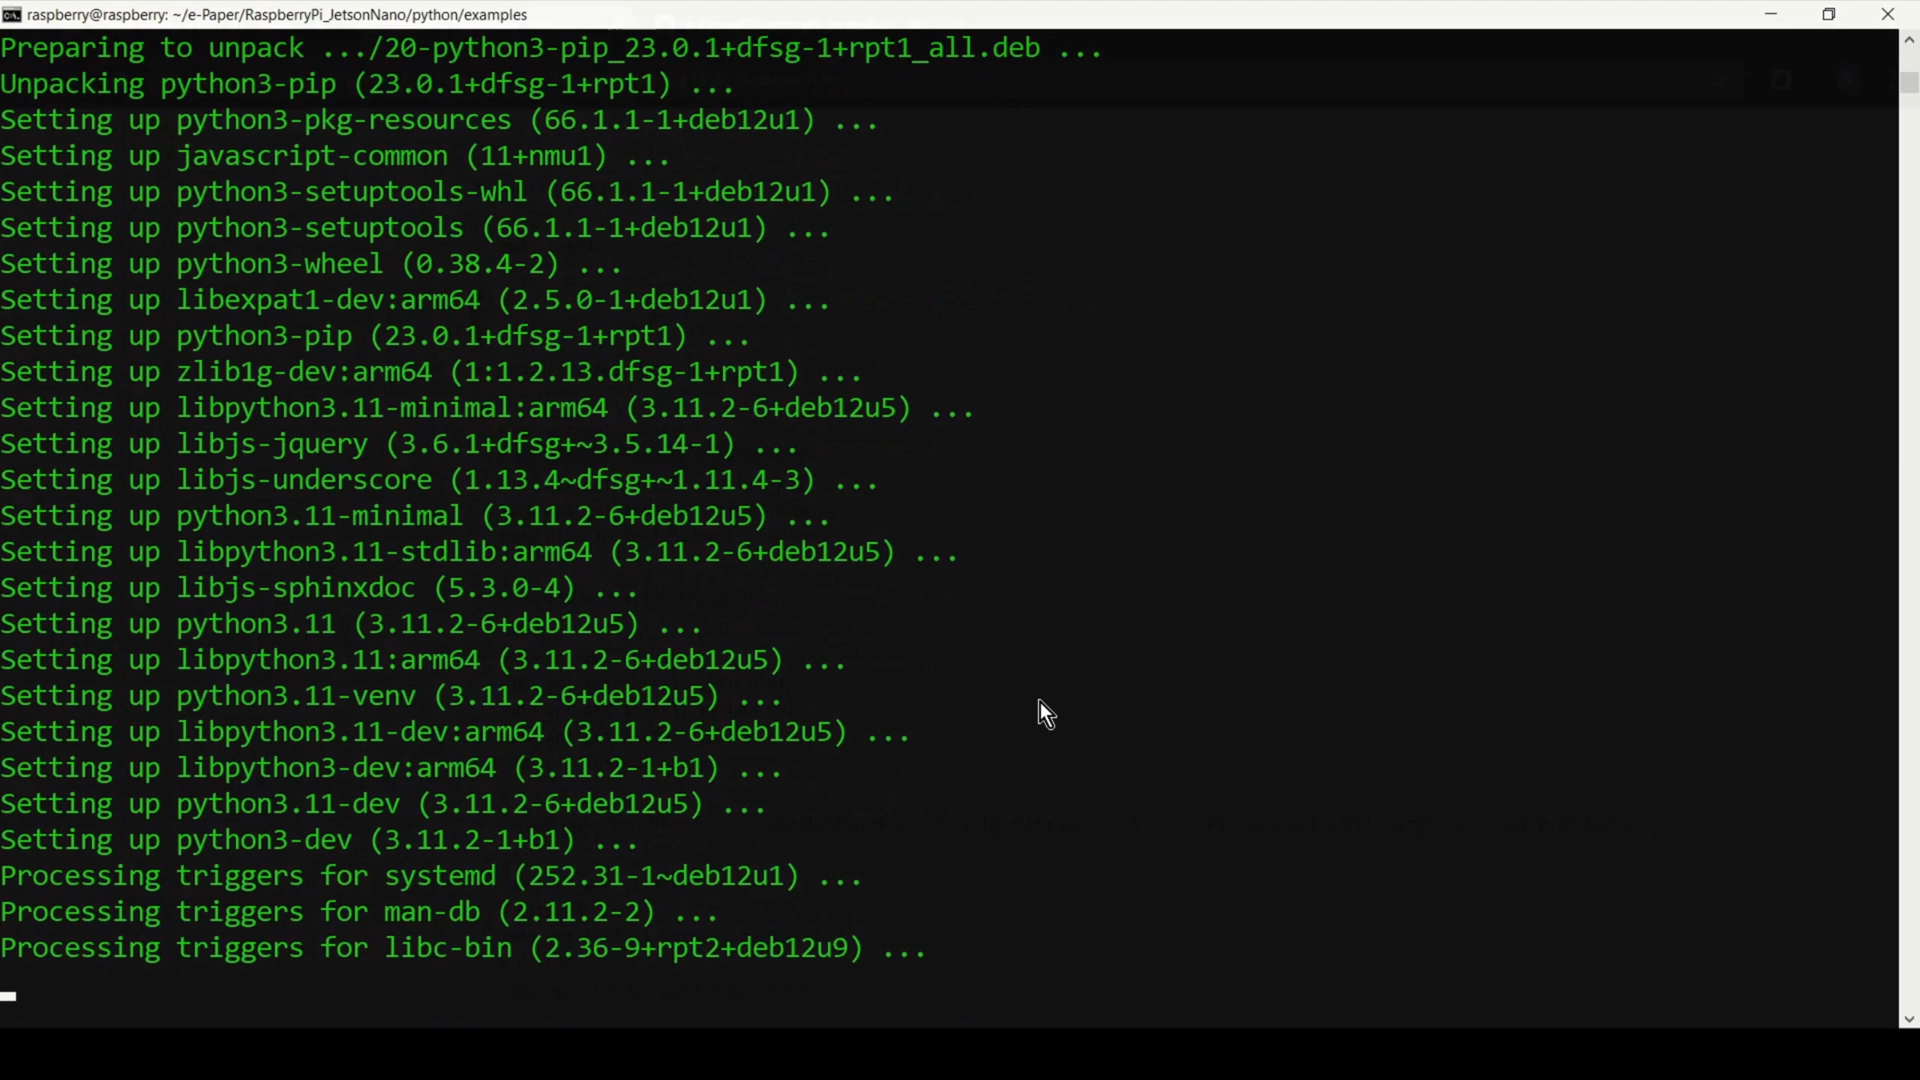 raspberry@raspberry: ~/e-Paper/RaspberryPi_JetsonNano/python/examples
Preparing to unpack .../20-python3-pip_23.0.1+dfsg-1+rpt1_all.deb ...
Unpacking python3-pip (23.0.1+dfsg-1+rpt1) ...
Setting up python3-pkg-resources (66.1.1-1+deb12u1) ...
Setting up javascript-common (11+nmu1) ...
Setting up python3-setuptools-whl (66.1.1-1+deb12u1) ...
Setting up python3-setuptools (66.1.1-1+deb12u1) ...
Setting up python3-wheel (0.38.4-2) ...
Setting up libexpat1-dev:arm64 (2.5.0-1+deb12u1) ...
Setting up python3-pip (23.0.1+dfsg-1+rpt1) ...
Setting up zlib1g-dev:arm64 (1:1.2.13.dfsg-1+rpt1) ...
Setting up libpython3.11-minimal:arm64 (3.11.2-6+deb12u5) ...
Setting up libjs-jquery (3.6.1+dfsg+~3.5.14-1) ...
Setting up libjs-underscore (1.13.4~dfsg+~1.11.4-3) ...
Setting up python3.11-minimal (3.11.2-6+deb12u5) ...
Setting up libpython3.11-stdlib:arm64 (3.11.2-6+deb12u5) ...
Setting up libjs-sphinxdoc (5.3.0-4) ...
Setting up python3.11 (3.11.2-6+deb12u5) ...
Setting up libpython3.11:arm64 (3.11.2-6+deb12u5) ...
Setting up python3.11-venv (3.11.2-6+deb12u5) ...
Setting up libpython3.11-dev:arm64 (3.11.2-6+deb12u5) ...
Setting up libpython3-dev:arm64 (3.11.2-1+b1) ...
Setting up python3.11-dev (3.11.2-6+deb12u5) ...
Setting up python3-dev (3.11.2-1+b1) ...
Processing triggers for systemd (252.31-1~deb12u1) ...
Processing triggers for man-db (2.11.2-2) ...
Processing triggers for libc-bin (2.36-9+rpt2+deb12u9) ...